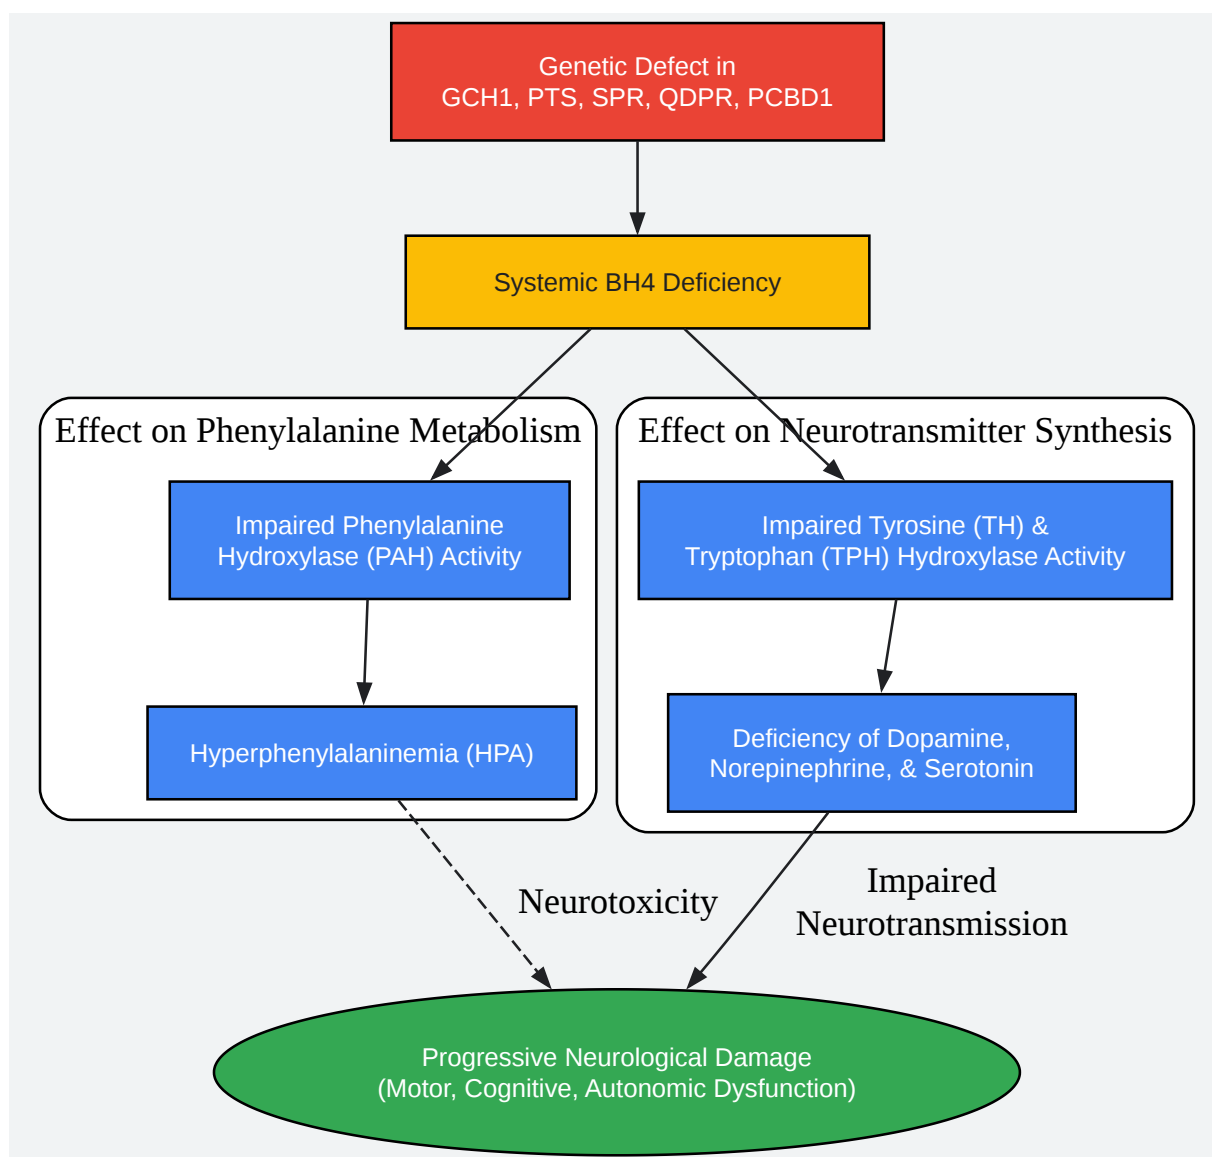 Genetic Defect in
GCH1, PTS, SPR, QDPR, PCBD1
Systemic BH4 Deficiency
Effect on Phenylalanine Metabolism
Impaired Phenylalanine
Hydroxylase (PAH) Activity
Hyperphenylalaninemia (HPA)
Effect on Neurotransmitter Synthesis
Impaired Tyrosine (TH) &
Tryptophan (TPH) Hydroxylase Activity
Deficiency of Dopamine,
Norepinephrine, & Serotonin
Neurotoxicity
Impaired
Neurotransmission
Progressive Neurological Damage
(Motor, Cognitive, Autonomic Dysfunction)